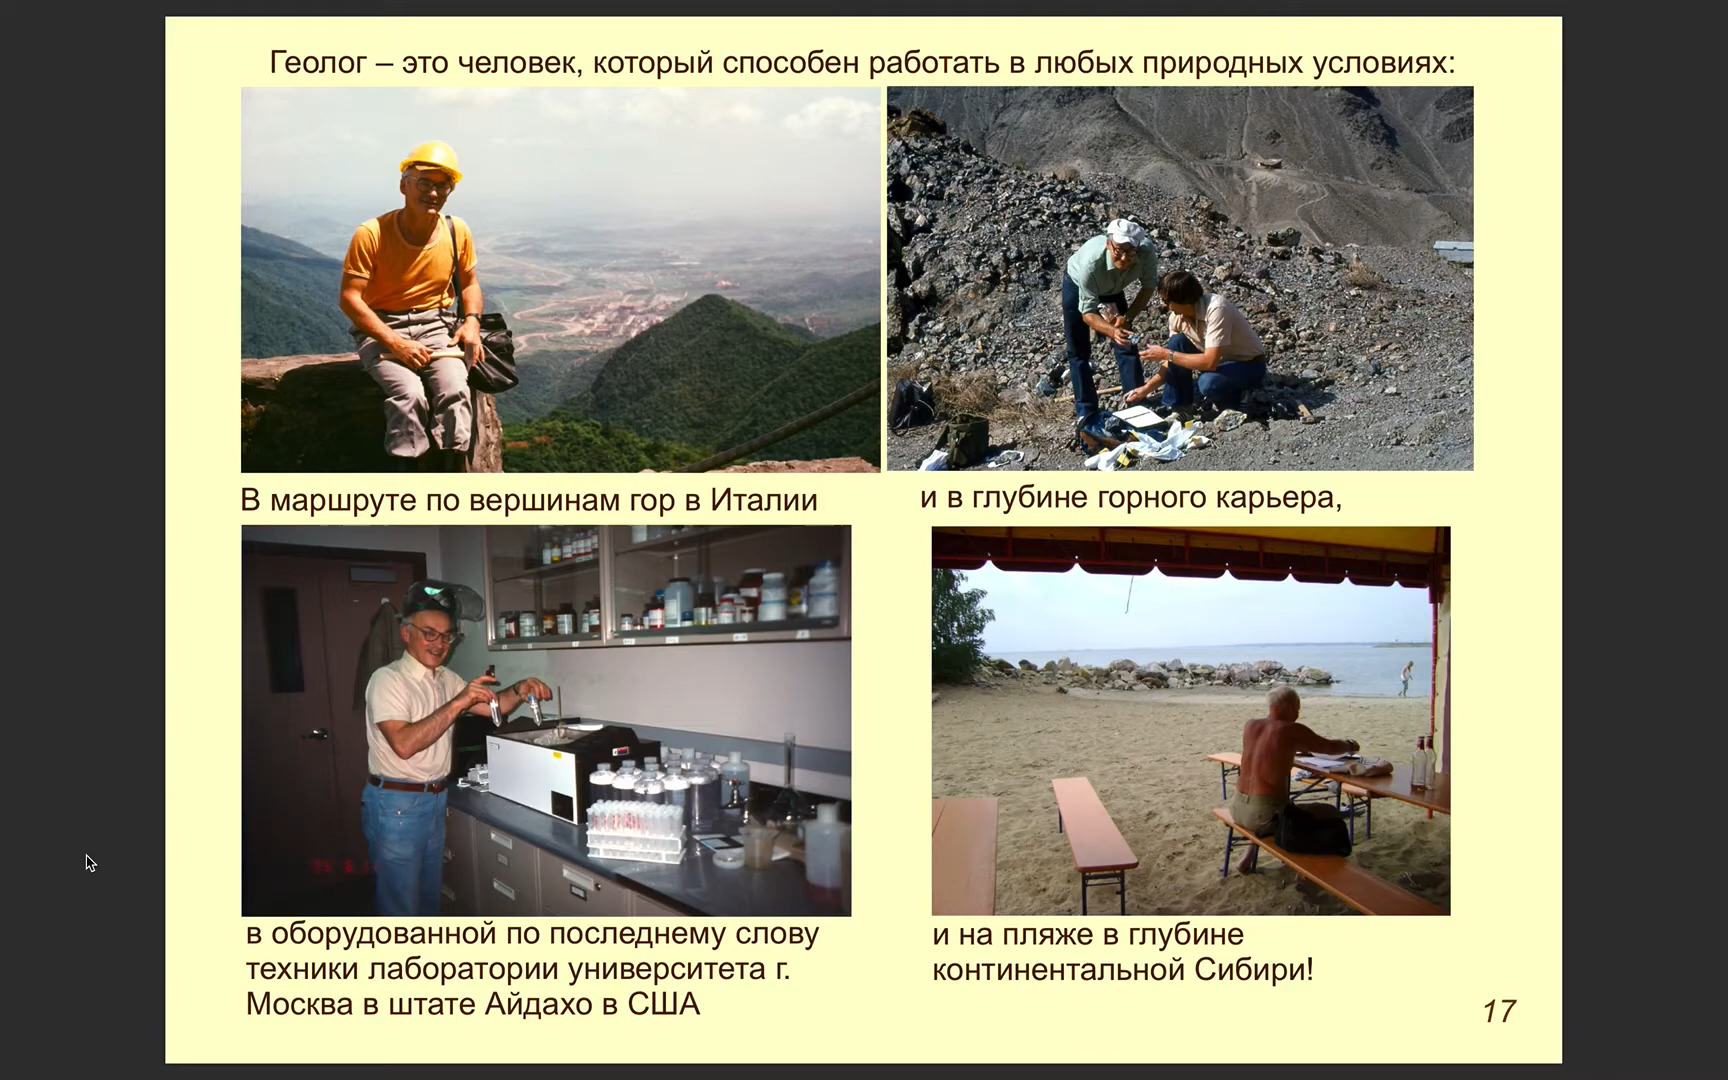 Геолог – это человек, который способен работать в любых природных условиях:
В маршруте по вершинам гор в Италии
и в глубине горного карьера,
в оборудованной по последнему слову
техники лаборатории университета г.
Москва в штате Айдахо в США
и на пляже в глубине
континентальной Сибири!
17